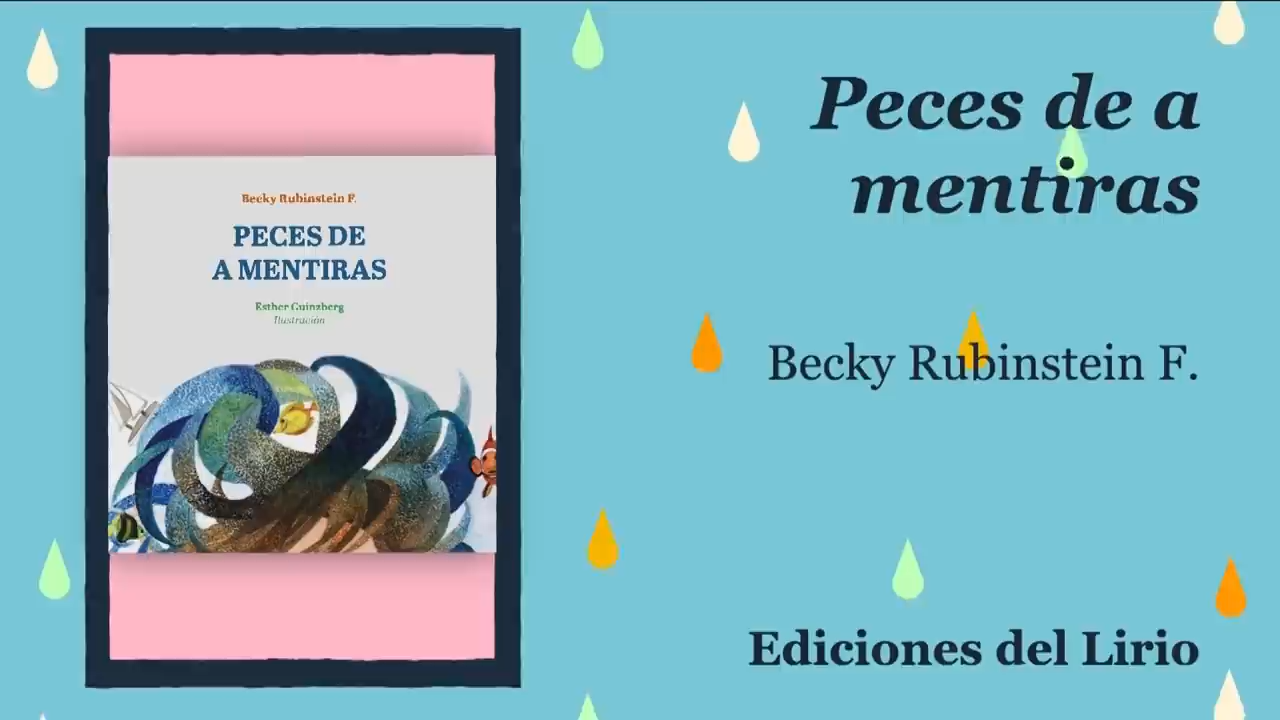 Becky Rubinstein F.
PECES DE
A MENTIRAS
Esther Guinzberg
Ilustración
Peces de a
mentiras
Becky Rubinstein F.
Ediciones del Lirio